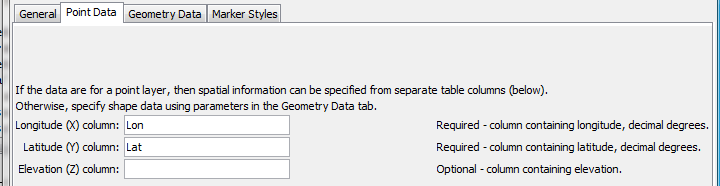 General Point Data Geometry Data Marker Styles
If the data are for a point layer, then spatial information can be specified from separate table columns (below).
Otherwise, specify shape data using parameters in the Geometry Data tab.
Longitude (X) column: Lon Required - column containing longitude, decimal degrees.
Latitude (Y) column: Lat Required - column containing latitude, decimal degrees.
Elevation (Z) column: Optional - column containing elevation.